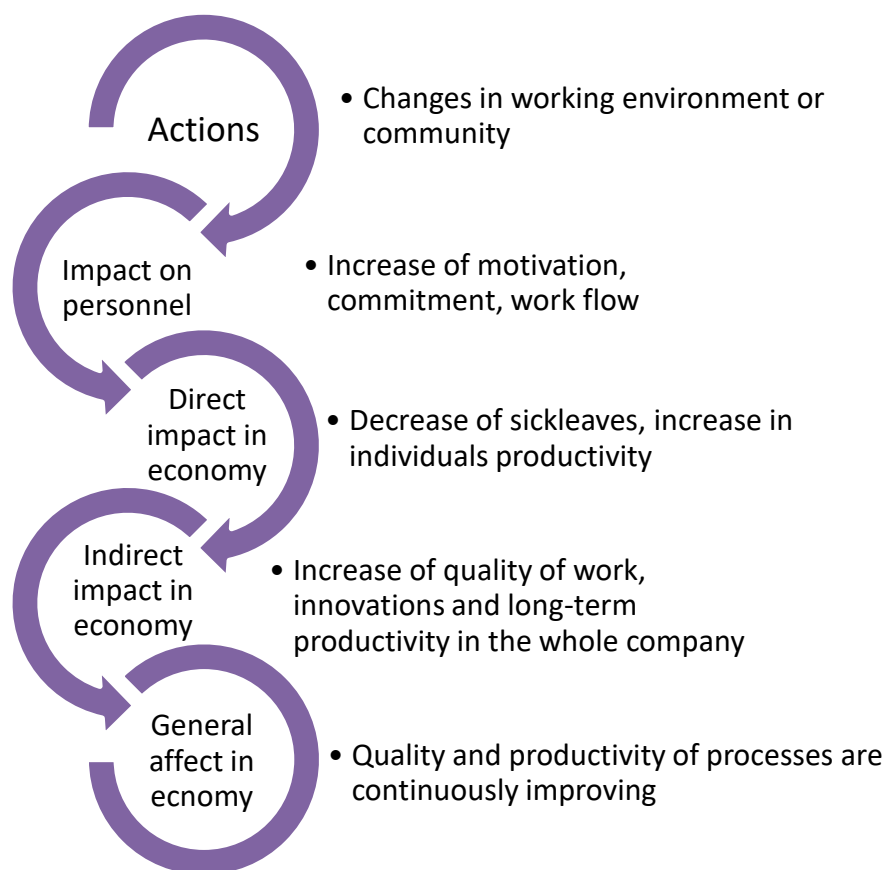 Actions
• Changes in working environment or
community
Impact on
personnel
• Increase of motivation,
commitment, work flow
Direct
impact in
economy
• Decrease of sickleaves, increase in
individuals productivity
Indirect
impact in
economy
• Increase of quality of work,
innovations and long-term
productivity in the whole company
General
affect in
ecnomy
• Quality and productivity of processes are
continuously improving